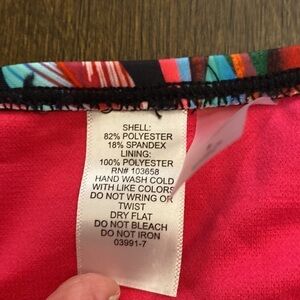 SHELL:
82% POLYESTER
18% SPANDEX
LINING:
100% POLYESTER
RN# 103658
HAND WASH COLD
WITH LIKE COLORS
DO NOT WRING OR
TWIST
DRY FLAT
DO NOT BLEACH
DO NOT IRON
03991-7